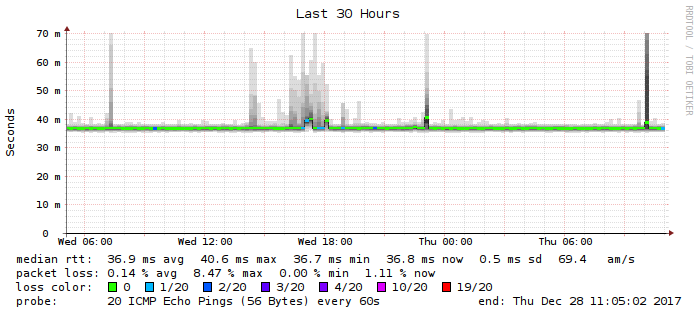 Last 30 Hours
RRDTOOL / TOBI OETIKER
Seconds
70 m
60 m
50 m
40 m
30 m
20 m
10 m
0
Wed 06:00 Wed 12:00 Wed 18:00 Thu 00:00 Thu 06:00
median rtt: 36.9 ms avg 40.6 ms max 36.7 ms min 36.8 ms now 0.5 ms sd 69.4 am/s
packet loss: 0.14 % avg 8.47 % max 0.00 % min 1.11 % now
loss color: 0 1/20 2/20 3/20 4/20 10/20 19/20
probe: 20 ICMP Echo Pings (56 Bytes) every 60s end: Thu Dec 28 11:05:02 2017